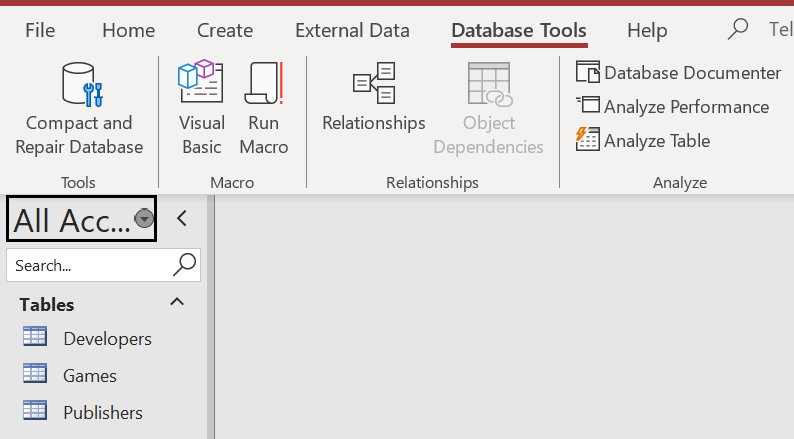 File Home Create External Data Database Tools Help Tel
Compact and
Repair Database
Tools
Visual
Basic
Run
Macro
Macro
Relationships
Object
Dependencies
Relationships
Database Documenter
Analyze Performance
Analyze Table
Analyze
All Acc...
Search...
Tables
Developers
Games
Publishers